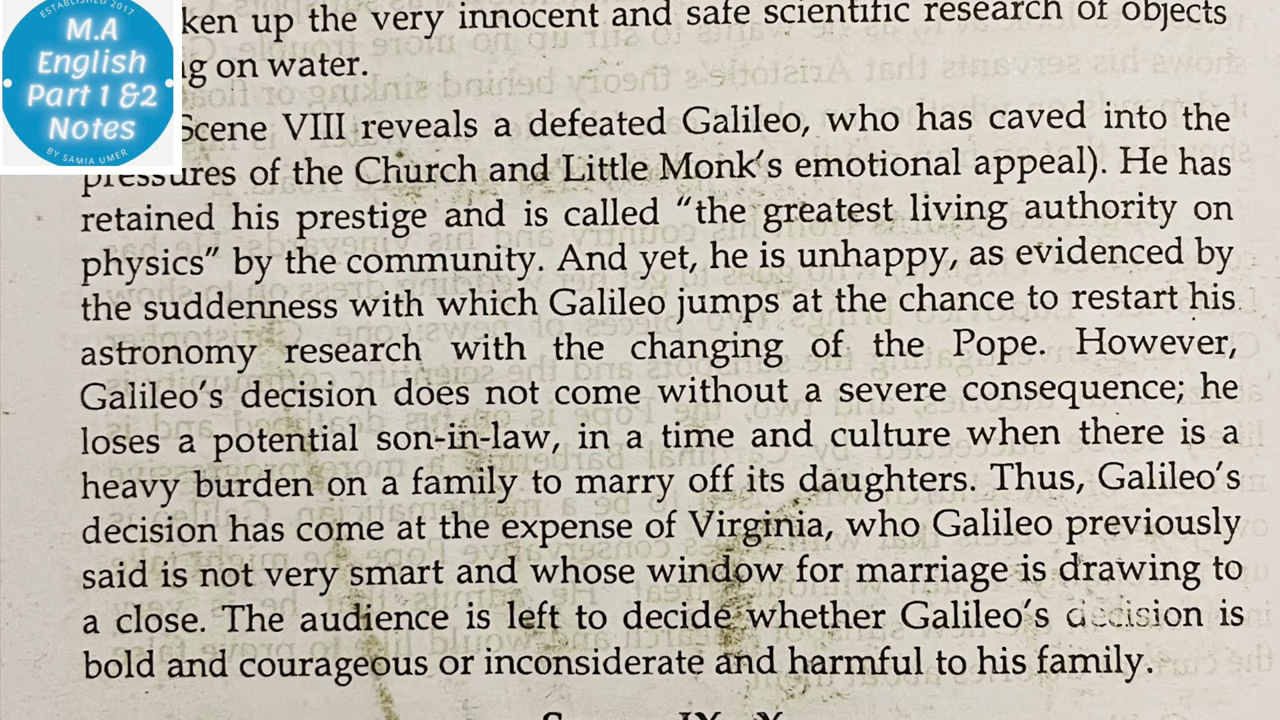 ESTABLISHED 2017
M.A
English
Part 1 &2
Notes
BY SAMIA UMER
ken up the very innocent and safe scientific research of objects
g on water.
Scene VIII reveals a defeated Galileo, who has caved into the
pressures of the Church and Little Monk's emotional appeal). He has
retained his prestige and is called "the greatest living authority on
physics" by the community. And yet, he is unhappy, as evidenced by
the suddenness with which Galileo jumps at the chance to restart his
astronomy research with the changing of the Pope. However,
Galileo's decision does not come without a severe consequence; he
loses a potential son-in-law, in a time and culture when there is a
heavy burden on a family to marry off its daughters. Thus, Galileo's
decision has come at the expense of Virginia, who Galileo previously
said is not very smart and whose window for marriage is drawing to
a close. The audience is left to decide whether Galileo's decision is
bold and courageous or inconsiderate and harmful to his family.